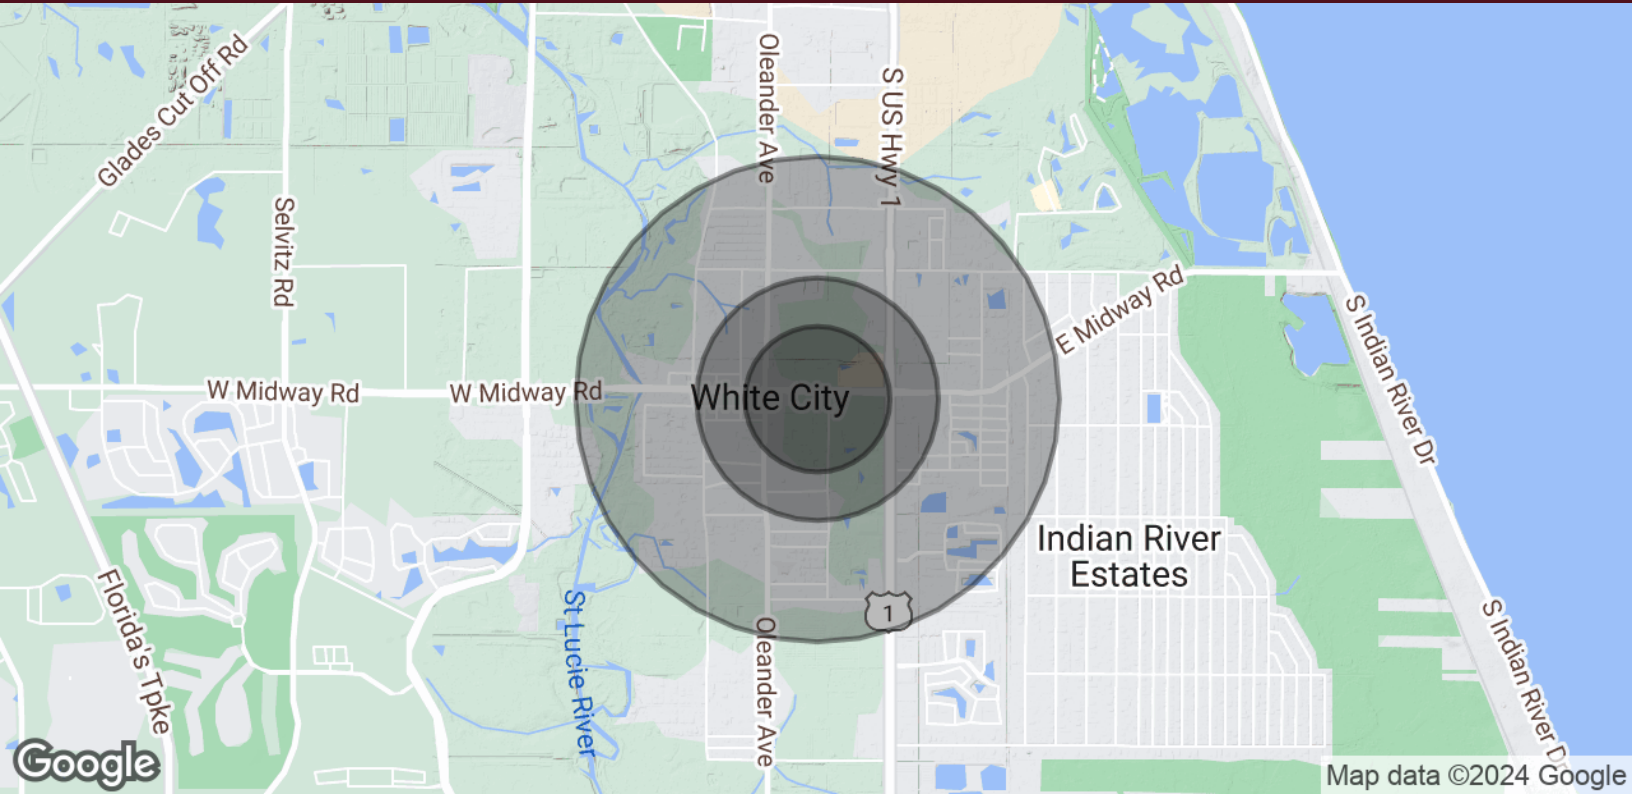 Glades Cut Off Rd
Oleander Ave
S US Hwy 1
Selvitz Rd
E Midway Rd
S Indian River Dr
W Midway Rd
W Midway Rd
White City
Indian River
Estates
Florida's Tpke
St Lucie River
1
Oleander Ave
S Indian River Dr
Google
Map data ©2024 Google